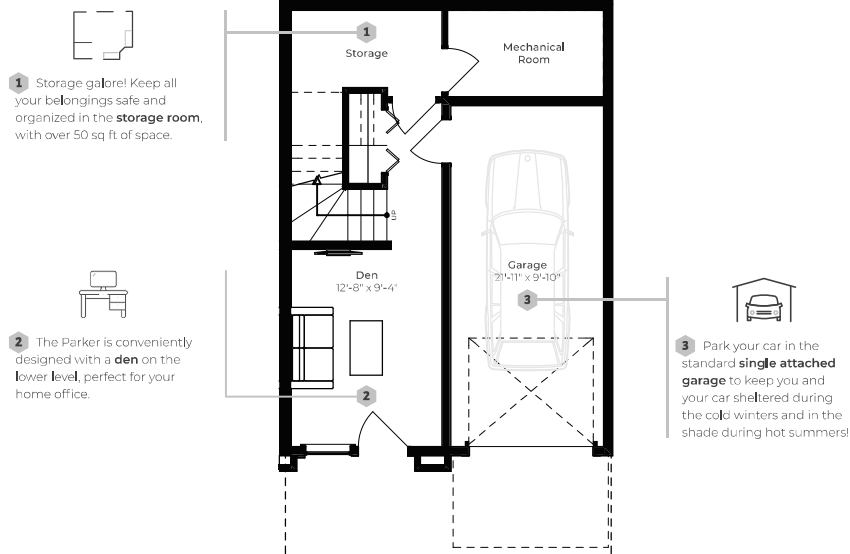 1
Storage
Mechanical
Room
1 Storage galore! Keep all
your belongings safe and
organized in the storage room,
with over 50 sq ft of space.
UP
Den
12'-8" x 9'-4"
Garage
21'-11" x 9'-10"
3
2 The Parker is conveniently
designed with a den on the
lower level, perfect for your
home office.
2
3 Park your car in the
standard single attached
garage to keep you and
your car sheltered during
the cold winters and in the
shade during hot summers!